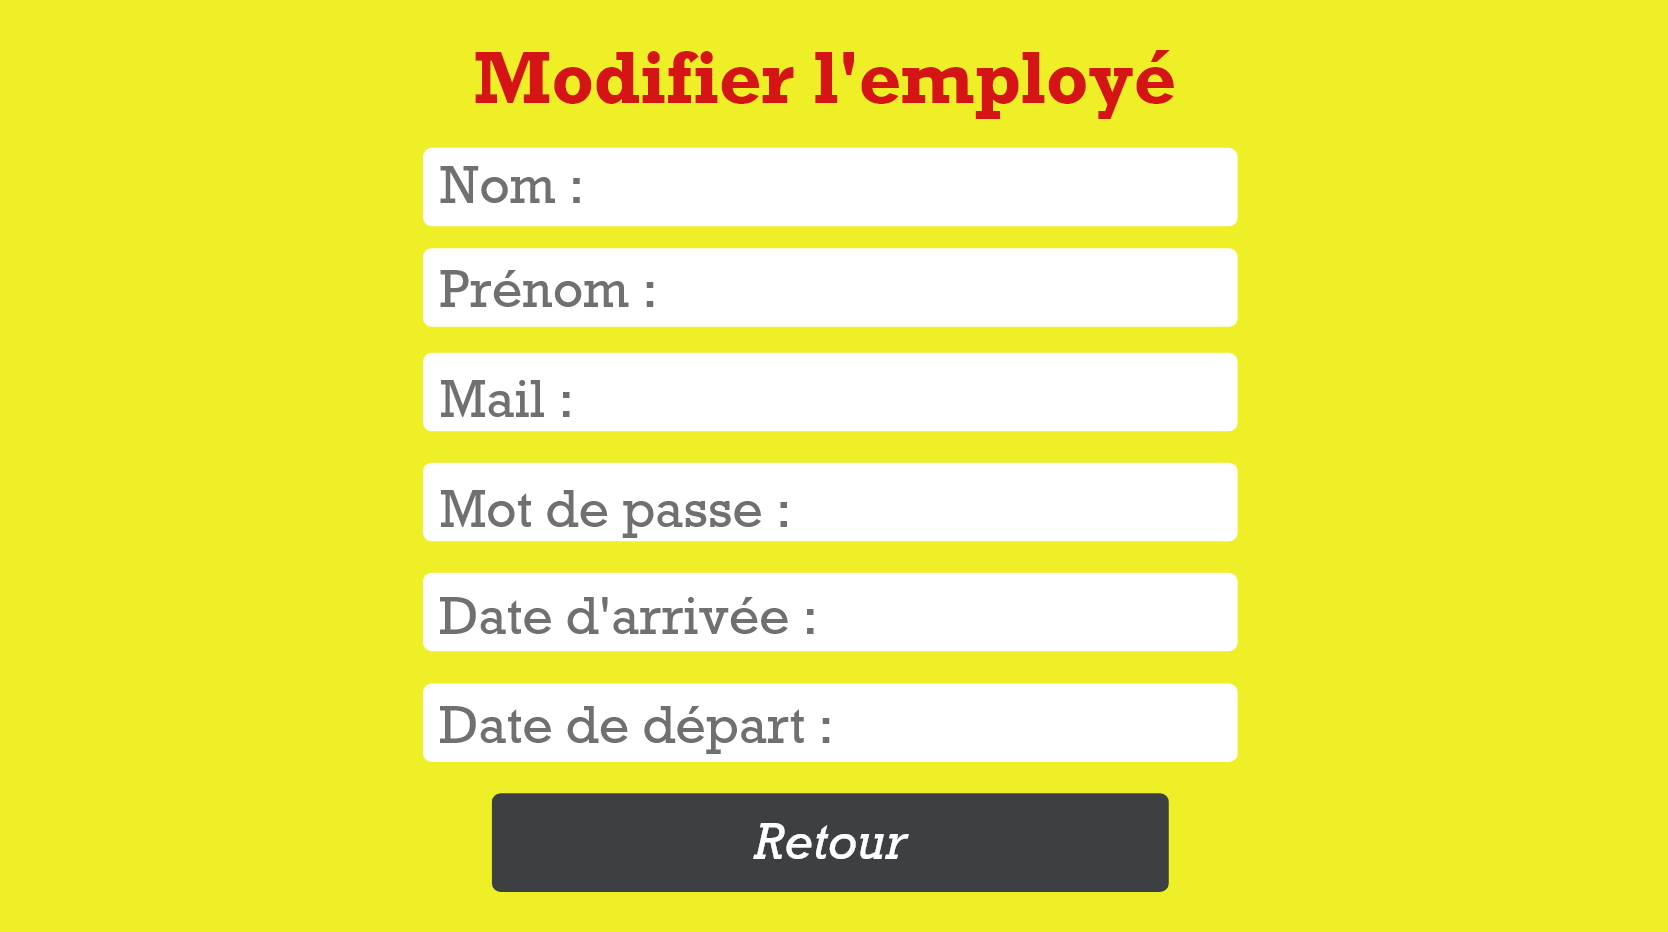 Modifier l'employé
Nom :
Prénom :
Mail :
Mot de passe :
Date d'arrivée :
Date de départ :
Retour